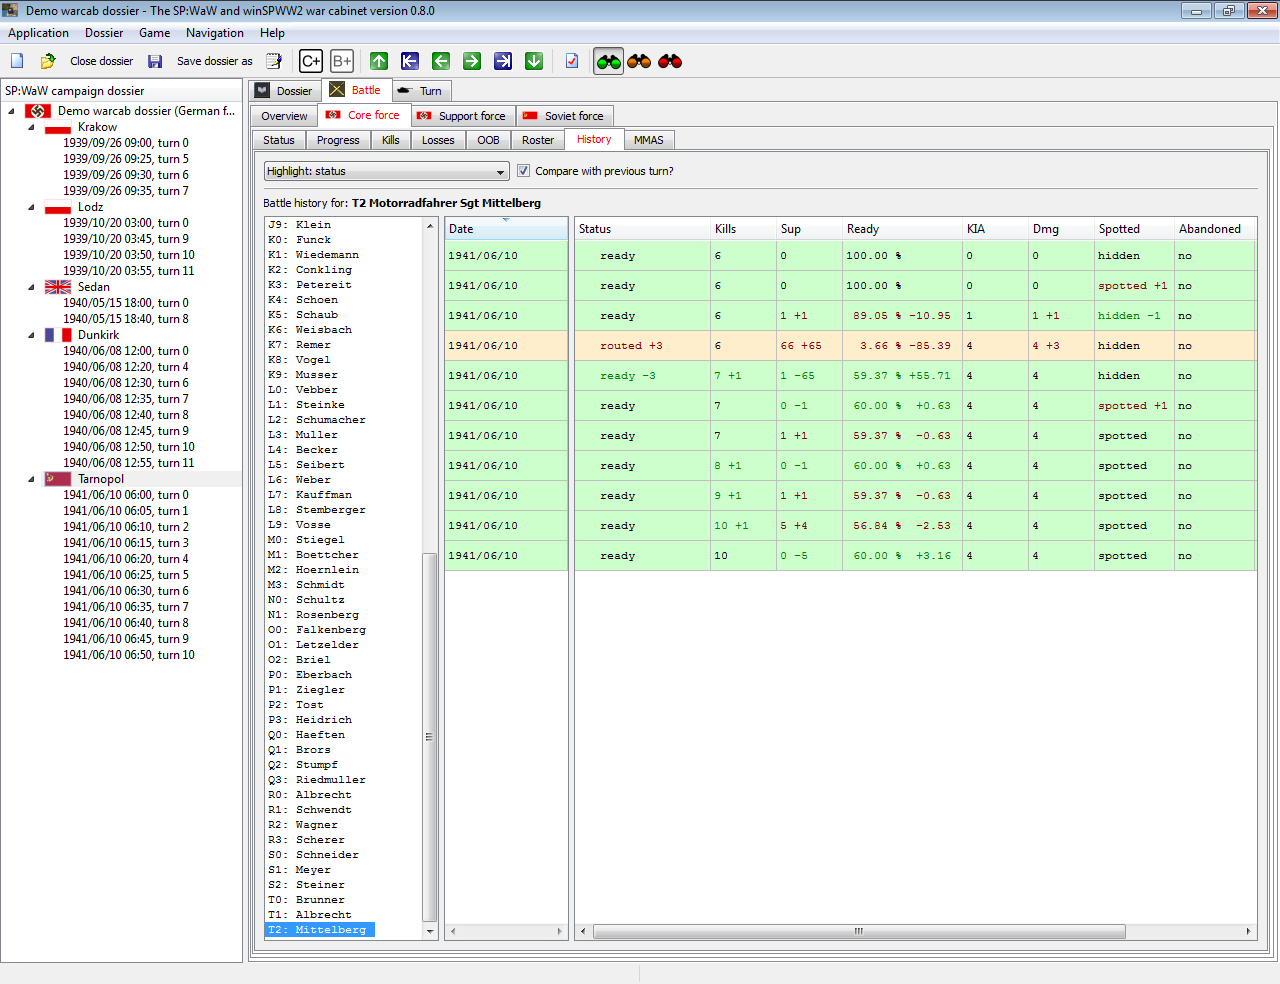 Demo warcab dossier - The SP:WaW and winSPWW2 war cabinet version 0.8.0
Application Dossier Game Navigation Help
Close dossier Save dossier as C+ B+
SP:WaW campaign dossier
Demo warcab dossier (German f...
Krakow
1939/09/26 09:00, turn 0
1939/09/26 09:25, turn 5
1939/09/26 09:30, turn 6
1939/09/26 09:35, turn 7
Lodz
1939/10/20 03:00, turn 0
1939/10/20 03:45, turn 9
1939/10/20 03:50, turn 10
1939/10/20 03:55, turn 11
Sedan
1940/05/15 18:00, turn 0
1940/05/15 18:40, turn 8
Dunkirk
1940/06/08 12:00, turn 0
1940/06/08 12:20, turn 4
1940/06/08 12:30, turn 6
1940/06/08 12:35, turn 7
1940/06/08 12:40, turn 8
1940/06/08 12:45, turn 9
1940/06/08 12:50, turn 10
1940/06/08 12:55, turn 11
Tarnopol
1941/06/10 06:00, turn 0
1941/06/10 06:05, turn 1
1941/06/10 06:10, turn 2
1941/06/10 06:15, turn 3
1941/06/10 06:20, turn 4
1941/06/10 06:25, turn 5
1941/06/10 06:30, turn 6
1941/06/10 06:35, turn 7
1941/06/10 06:40, turn 8
1941/06/10 06:45, turn 9
1941/06/10 06:50, turn 10
Dossier Battle Turn
Overview Core force Support force Soviet force
Status Progress Kills Losses OOB Roster History MMAS
Highlight: status Compare with previous turn?
Battle history for: T2 Motorradfahrer Sgt Mittelberg
J9: Klein
K0: Funck
K1: Wiedemann
K2: Conkling
K3: Petereit
K4: Schoen
K5: Schaub
K6: Weisbach
K7: Remer
K8: Vogel
K9: Musser
L0: Vebber
L1: Steinke
L2: Schumacher
L3: Muller
L4: Becker
L5: Seibert
L6: Weber
L7: Kauffman
L8: Stemberger
L9: Vosse
M0: Stiegel
M1: Boettcher
M2: Hoernlein
M3: Schmidt
N0: Schultz
N1: Rosenberg
O0: Falkenberg
O1: Letzelder
O2: Briel
P0: Eberbach
P1: Ziegler
P2: Tost
P3: Heidrich
Q0: Haeften
Q1: Brors
Q2: Stumpf
Q3: Riedmuller
R0: Albrecht
R1: Schwendt
R2: Wagner
R3: Scherer
S0: Schneider
S1: Meyer
S2: Steiner
T0: Brunner
T1: Albrecht
T2: Mittelberg
Date Status Kills Sup Ready KIA Dmg Spotted Abandoned
1941/06/10 ready 6 0 100.00 % 0 0 hidden no
1941/06/10 ready 6 0 100.00 % 0 0 spotted +1 no
1941/06/10 ready 6 1 +1 89.05 % -10.95 1 1 +1 hidden -1 no
1941/06/10 routed +3 6 66 +65 3.66 % -85.39 4 4 +3 hidden no
1941/06/10 ready -3 7 +1 1 -65 59.37 % +55.71 4 4 hidden no
1941/06/10 ready 7 0 -1 60.00 % +0.63 4 4 spotted +1 no
1941/06/10 ready 7 1 +1 59.37 % -0.63 4 4 spotted no
1941/06/10 ready 8 +1 0 -1 60.00 % +0.63 4 4 spotted no
1941/06/10 ready 9 +1 1 +1 59.37 % -0.63 4 4 spotted no
1941/06/10 ready 10 +1 5 +4 56.84 % -2.53 4 4 spotted no
1941/06/10 ready 10 0 -5 60.00 % +3.16 4 4 spotted no